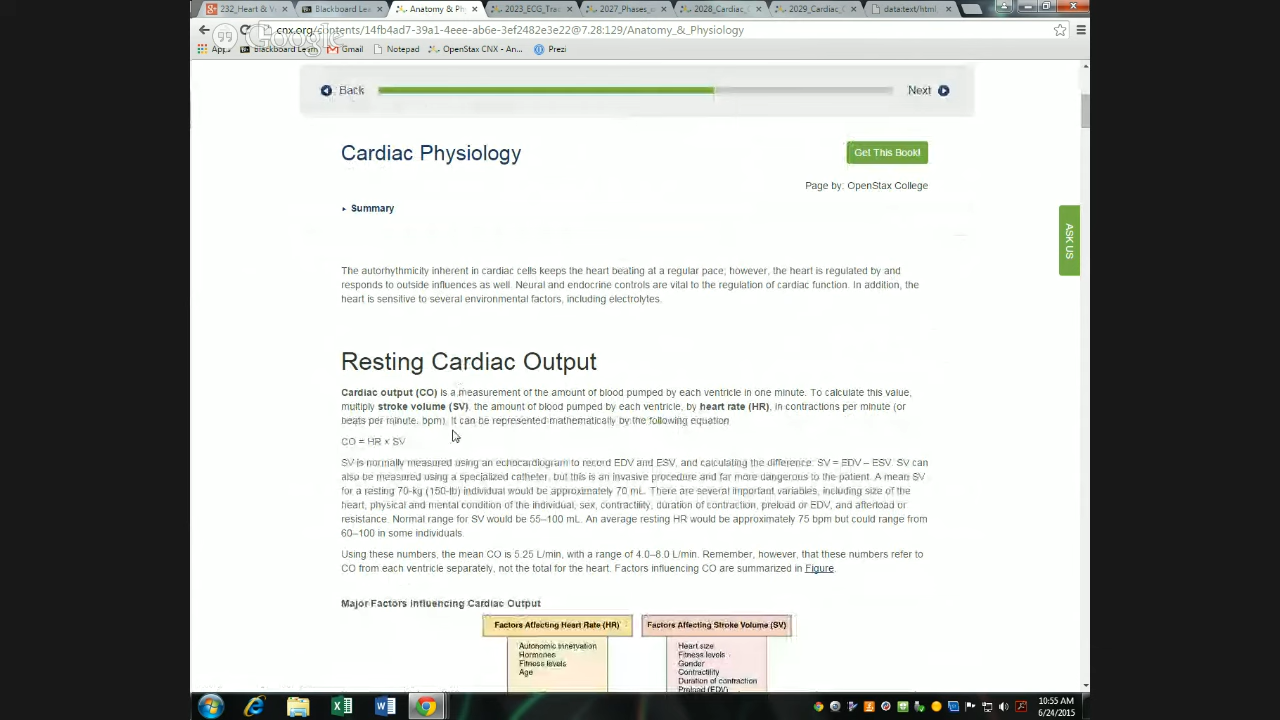 232_Heart & V
Blackboard Lea
Anatomy & Ph
2023_ECG_Trac
2027_Phases_o
2028_Cardiac_C
2029_Cardiac_C
data:text/html,
cnx.org/contents/14fb4ad7-39a1-4eee-ab6e-3ef2482e3e22@7.28:129/Anatomy_&_Physiology
Google
Apps
Blackboard Learn
Gmail
Notepad
OpenStax CNX - An...
Prezi
Back
Next
Cardiac Physiology
Get This Book!
Page by: OpenStax College
Summary
ASK US
The autorhythmicity inherent in cardiac cells keeps the heart beating at a regular pace; however, the heart is regulated by and
responds to outside influences as well. Neural and endocrine controls are vital to the regulation of cardiac function. In addition, the
heart is sensitive to several environmental factors, including electrolytes.
Resting Cardiac Output
Cardiac output (CO) is a measurement of the amount of blood pumped by each ventricle in one minute. To calculate this value,
multiply stroke volume (SV), the amount of blood pumped by each ventricle, by heart rate (HR), in contractions per minute (or
beats per minute, bpm). It can be represented mathematically by the following equation
CO = HR × SV
SV is normally measured using an echocardiogram to record EDV and ESV, and calculating the difference: SV = EDV – ESV. SV can
also be measured using a specialized catheter, but this is an invasive procedure and far more dangerous to the patient. A mean SV
for a resting 70-kg (150-lb) individual would be approximately 70 mL. There are several important variables, including size of the
heart, physical and mental condition of the individual, sex, contractility, duration of contraction, preload or EDV, and afterload or
resistance. Normal range for SV would be 55–100 mL. An average resting HR would be approximately 75 bpm but could range from
60–100 in some individuals.
Using these numbers, the mean CO is 5.25 L/min, with a range of 4.0–8.0 L/min. Remember, however, that these numbers refer to
CO from each ventricle separately, not the total for the heart. Factors influencing CO are summarized in Figure.
Major Factors Influencing Cardiac Output
Factors Affecting Heart Rate (HR)
Autonomic innervation
Hormones
Fitness levels
Age
Factors Affecting Stroke Volume (SV)
Heart size
Fitness levels
Gender
Contractility
Duration of contraction
Preload (EDV)
10:55 AM
6/24/2015